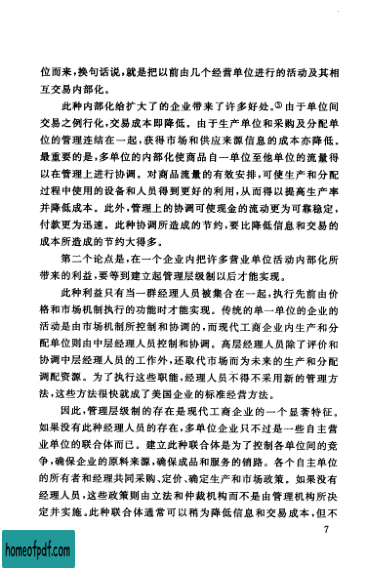 位而来,换句话说,就是把以前由几个经营单位进行的活动及其相
互交易内部化。
此种内部化给扩大了的企业带来了许多好处。③由于单位间
交易之例行化,交易成本即降低。由于生产单位和采购及分配单
位的管理连结在一起,获得市场和供应来源信息的成本亦降低。
最重要的是,多单位的内部化使商品自一单位至他单位的流量得
以在管理上进行协调。对商品流量的有效安排,可使生产和分配
过程中使用的设备和人员得到更好的利用,从而得以提高生产率
并降低成本。此外,管理上的协调可使现金的流动更为可靠稳定,
付款更为迅速。此种协调所造成的节约,要比降低信息和交易的
成本所造成的节约大得多。
第二个论点是,在一个企业内把许多营业单位活动内部化所
带来的利益,要等到建立起管理层级制以后才能实现。
此种利益只有当一群经理人员被集合在一起,执行先前由价
格和市场机制执行的功能时才能实现。传统的单一单位的企业的
活动是由市场机制所控制和协调的,而现代工商企业内生产和分
配单位则由中层经理人员控制和协调。高层经理人员除了评价和
协调中层经理人员的工作外,还取代市场而为未来的生产和分配
调配资源。为了执行这些职能,经理人员不得不采用新的管理方
法,这些方法很快就成了美国企业的标准经营方法。
因此,管理层级制的存在是现代工商企业的一个显著特征。
如果没有此种经理人员的存在,多单位企业只不过是一些自主营
业单位的联合体而已。建立此种联合体是为了控制各单位间的竞
争,确保企业的原料来源,确保成品和服务的销路。各个自主单位
的所有者和经理共同采购、定价、确定生产和市场政策。如果没有
经理人员,这些政策则由立法和仲裁机构而不是由管理机构所决
定并实施。此种联合体通常可以稍为降低信息和交易成本,但不
7
homeofpdf.com